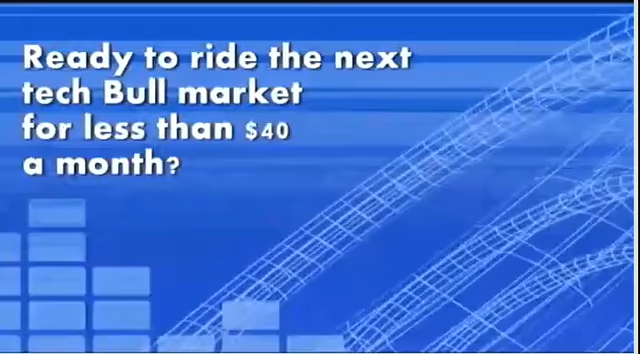 Ready to ride the next
tech Bull market
for less than $40
a month?